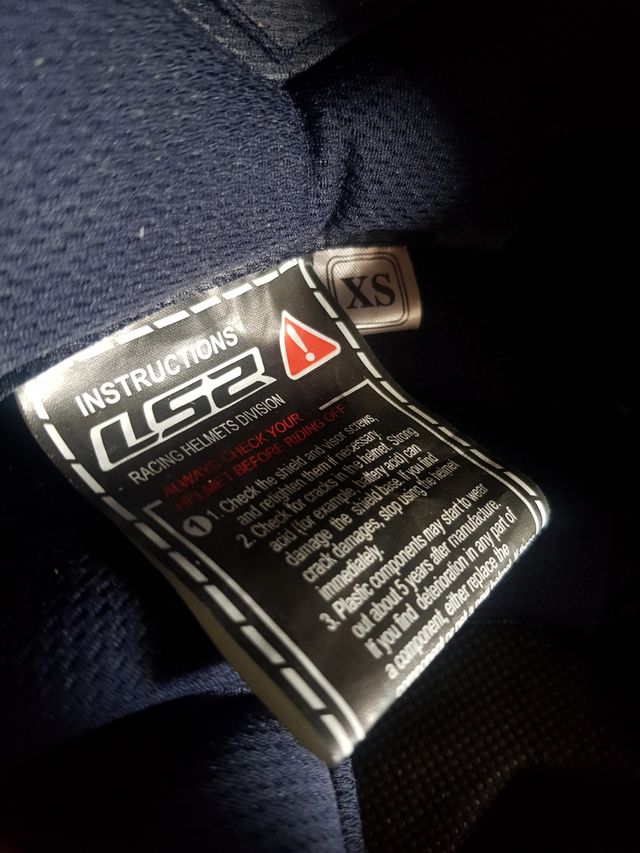 XS
INSTRUCTIONS
LS2
RACING HELMETS DIVISION
ALWAYS CHECK YOUR
HELMET BEFORE RIDING OFF
1 1. Check the shield and visor screws,
and retighten them if necessary.
2. Check for cracks in the helmet. Strong
acid (for example, battery acid) can
damage the shield base. If you find
crack damages, stop using the helmet
immediately.
3. Plastic components may start to wear
out about 5 years after manufacture.
If you find deterioration in any part of
a component, either replace the